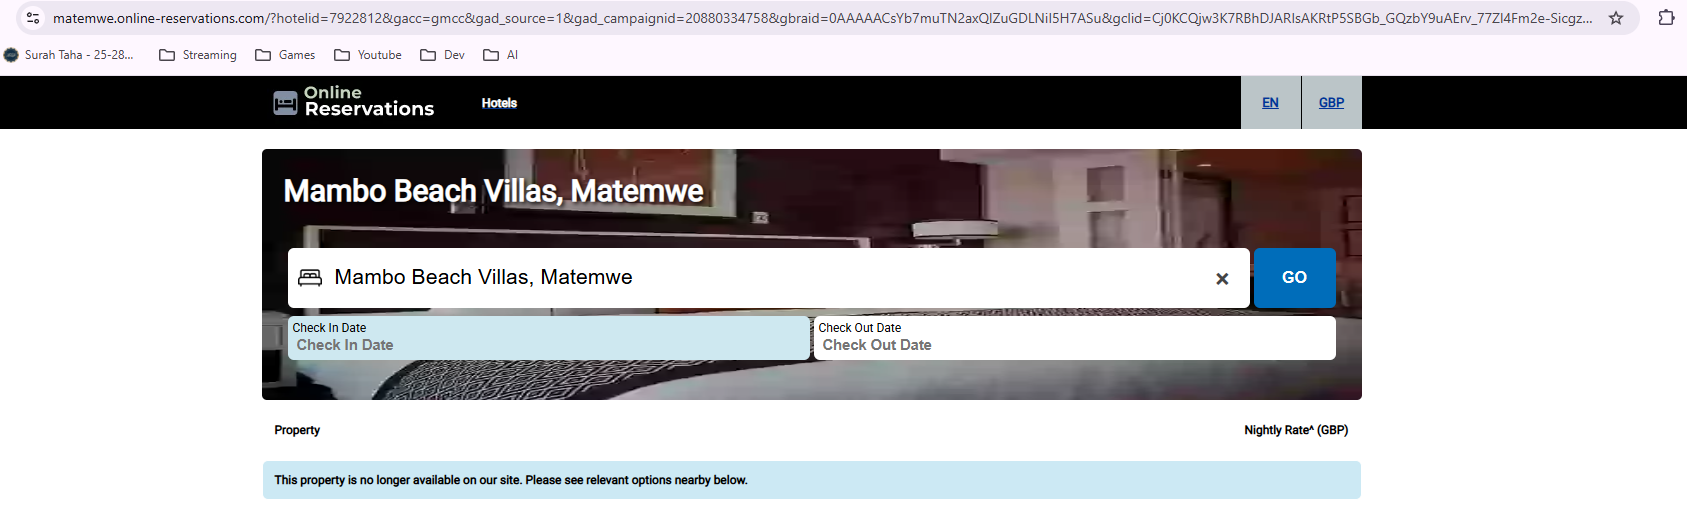 matemwe.online-reservations.com/?hotelid=7922812&gacc=gmcc&gad_source=1&gad_campaignid=20880334758&gbraid=0AAAAACsYb7muTN2axQIZuGDLNiI5H7ASu&gclid=Cj0KCQjw3K7RBhDJARIsAKRtP5SBGb_GQzbY9uAErv_77ZI4Fm2e-Sicgz...
Surah Taha - 25-28... Streaming Games Youtube Dev AI
Online
Reservations
Hotels EN GBP
Mambo Beach Villas, Matemwe
Mambo Beach Villas, Matemwe × GO
Check In Date Check Out Date
Check In Date Check Out Date
Property Nightly Rate^ (GBP)
This property is no longer available on our site. Please see relevant options nearby below.